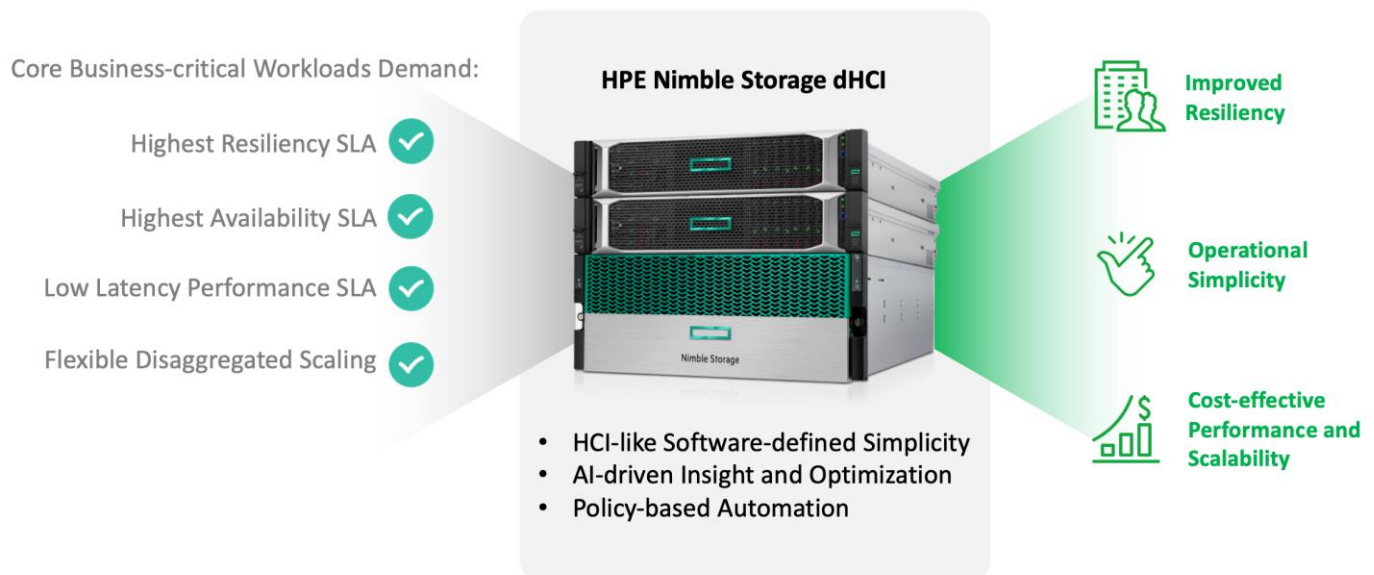 Core Business-critical Workloads Demand:
Highest Resiliency SLA
Highest Availability SLA
Low Latency Performance SLA
Flexible Disaggregated Scaling
HPE Nimble Storage dHCI
Nimble Storage
• HCI-like Software-defined Simplicity
• AI-driven Insight and Optimization
• Policy-based Automation
Improved
Resiliency
Operational
Simplicity
$
Cost-effective
Performance and
Scalability